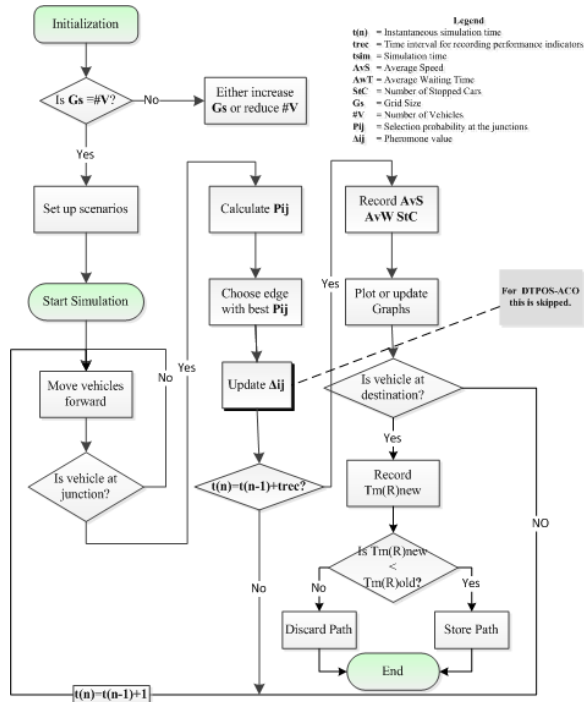 Initialization
Is Gs =#V?
No
Either increase
Gs or reduce #V
Yes
Set up scenarios
Start Simulation
Move vehicles
forward
No
Is vehicle at
junction?
Yes
Calculate Pij
Choose edge
with best Pij
Update Δij
t(n)=t(n-1)+trec?
No
Yes
Record AvS
AvW StC
Plot or update
Graphs
Is vehicle at
destination?
Yes
NO
Record
Tm(R)new
Is Tm(R)new
<
Tm(R)old?
No
Yes
Discard Path
Store Path
End
t(n)=t(n-1)+1
For DTPOS-ACO
this is skipped.
Legend
t(n) = Instantaneous simulation time
trec = Time interval for recording performance indicators
tsim = Simulation time
AvS = Average Speed
AwT = Average Waiting Time
StC = Number of Stopped Cars
Gs = Grid Size
#V = Number of Vehicles
Pij = Selection probability at the junctions
Δij = Pheromone value